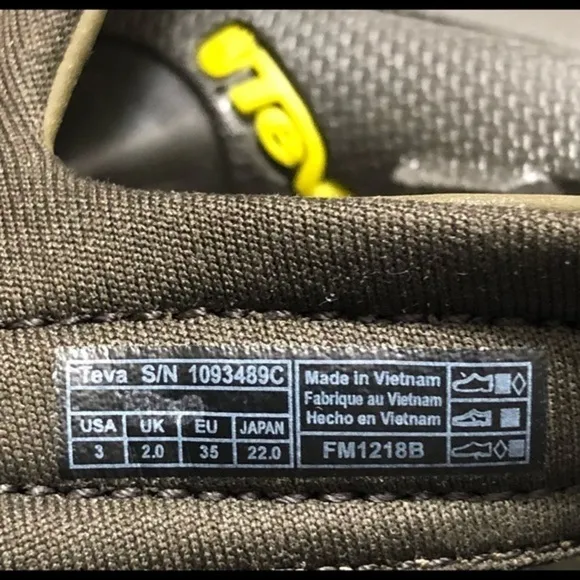 Teva
Teva S/N 1093489C
USA UK EU JAPAN
3 2.0 35 22.0
Made in Vietnam
Fabrique au Vietnam
Hecho en Vietnam
FM1218B